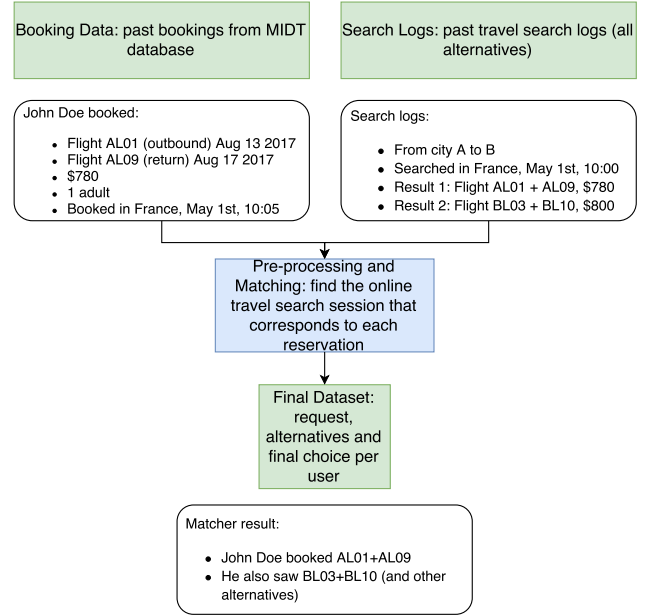 Booking Data: past bookings from MIDT
database
Search Logs: past travel search logs (all
alternatives)
John Doe booked:
• Flight AL01 (outbound) Aug 13 2017
• Flight AL09 (return) Aug 17 2017
• $780
• 1 adult
• Booked in France, May 1st, 10:05
Search logs:
• From city A to B
• Searched in France, May 1st, 10:00
• Result 1: Flight AL01 + AL09, $780
• Result 2: Flight BL03 + BL10, $800
Pre-processing and
Matching: find the online
travel search session that
corresponds to each
reservation
Final Dataset:
request,
alternatives and
final choice per
user
Matcher result:
• John Doe booked AL01+AL09
• He also saw BL03+BL10 (and other
alternatives)